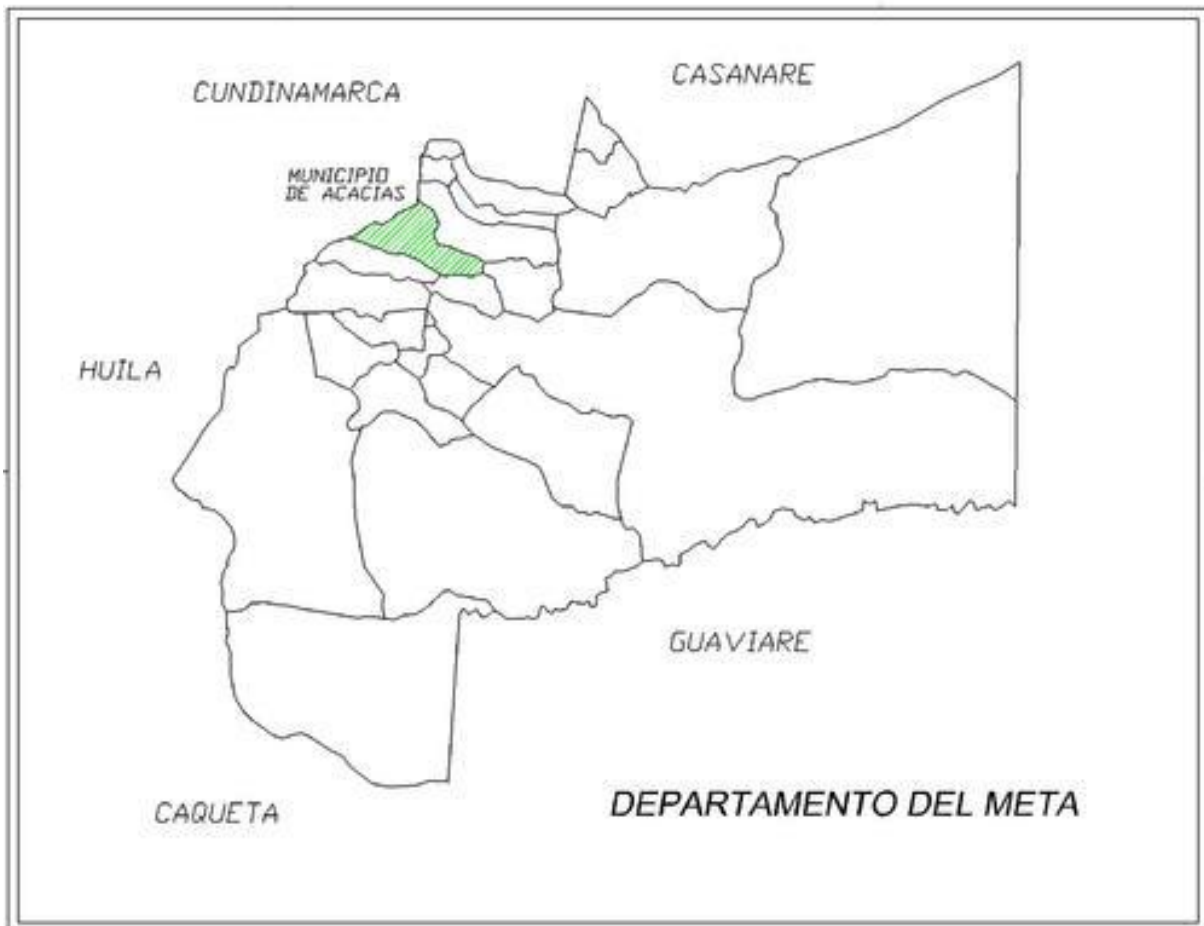 CASANARE
CUNDINAMARCA
MUNICIPIO
DE ACACIAS
HUILA
GUAVIARE
CAQUETA
DEPARTAMENTO DEL META